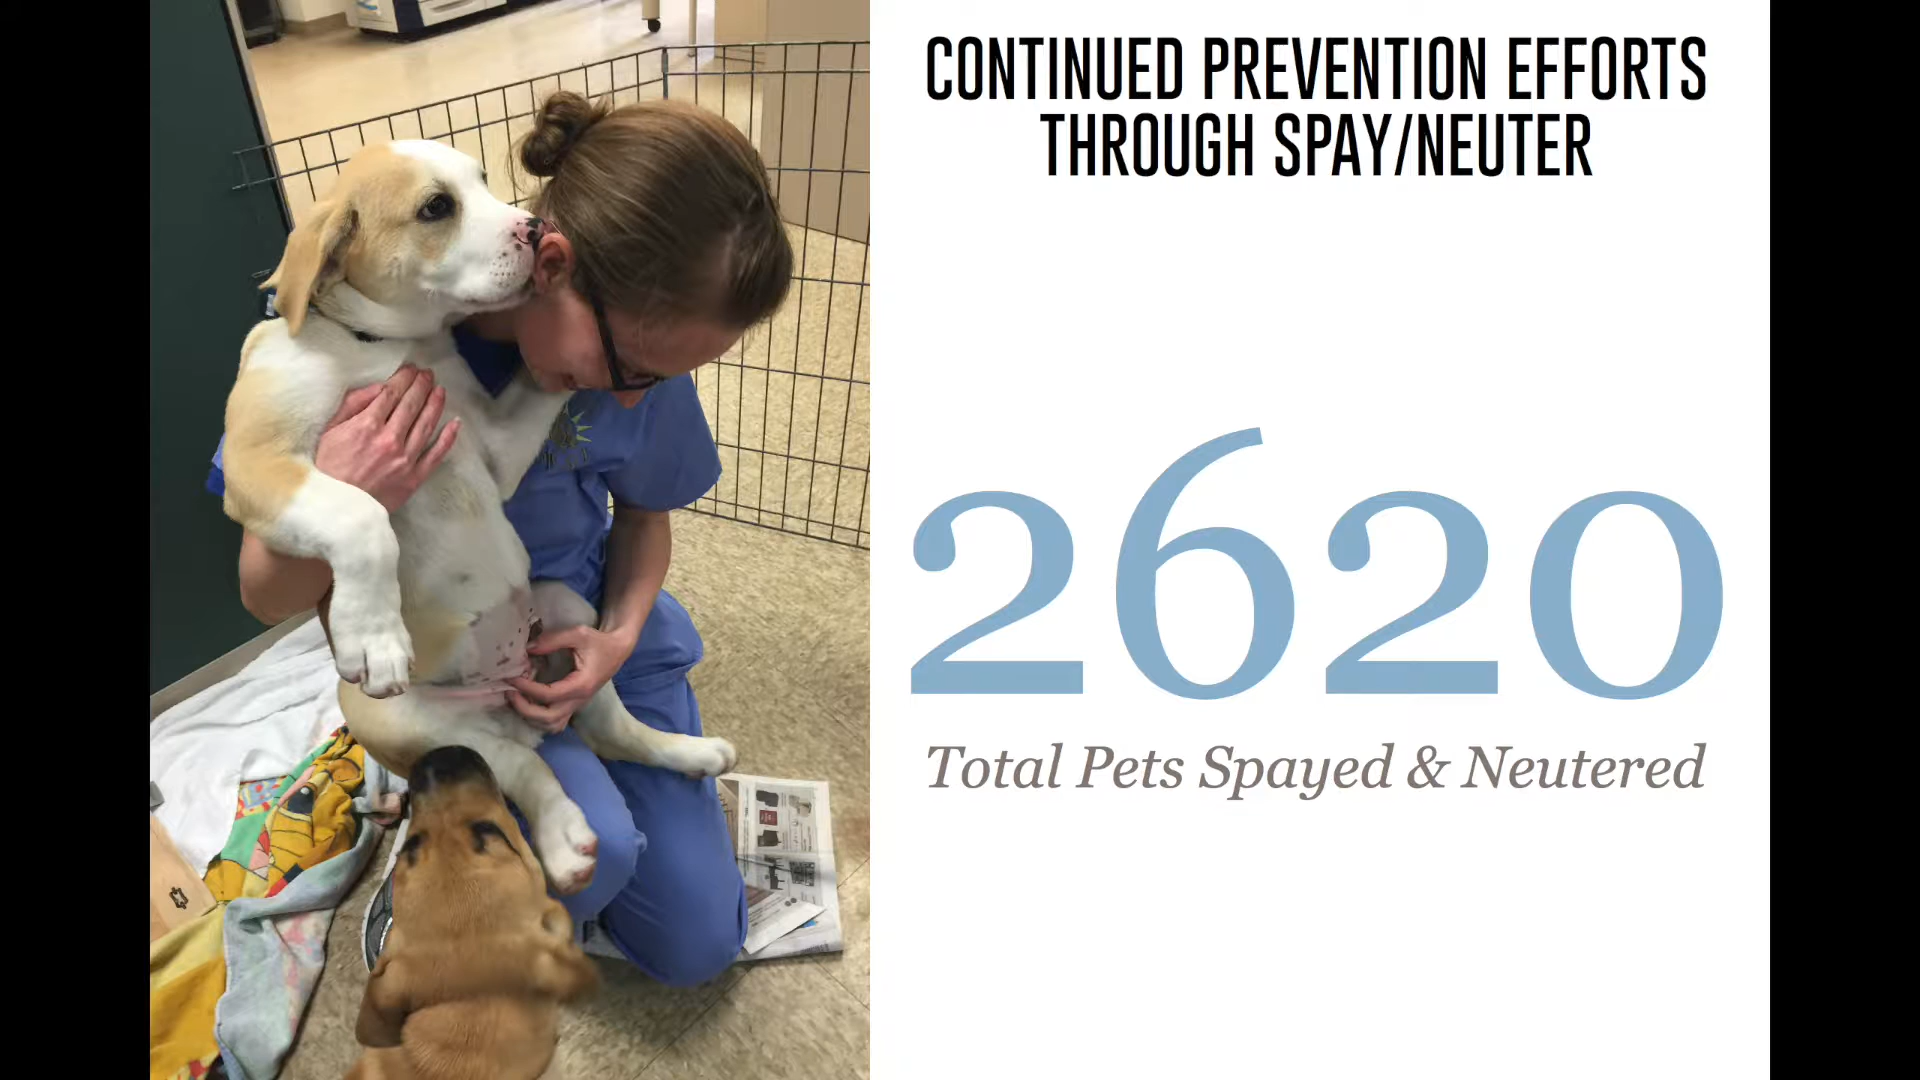 CONTINUED PREVENTION EFFORTS
THROUGH SPAY/NEUTER
2620
Total Pets Spayed & Neutered